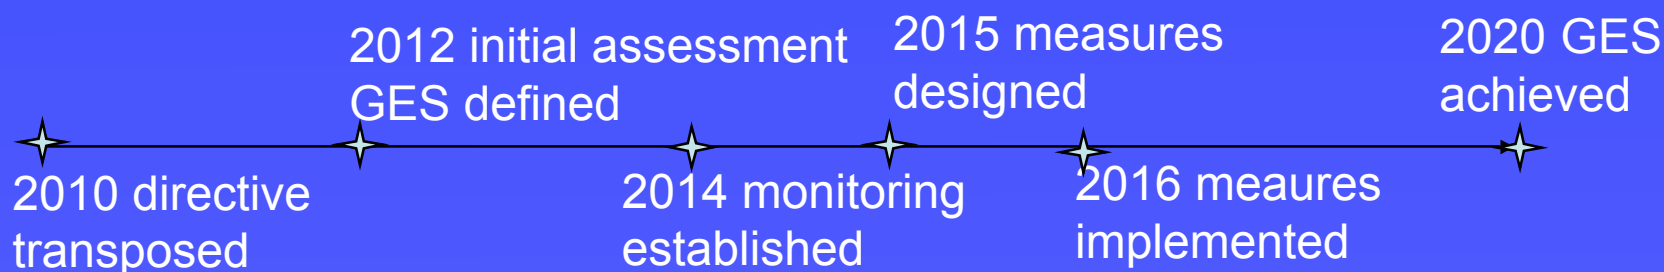 2010 directive
transposed
2012 initial assessment
GES defined
2014 monitoring
established
2015 measures
designed
2016 meaures
implemented
2020 GES
achieved